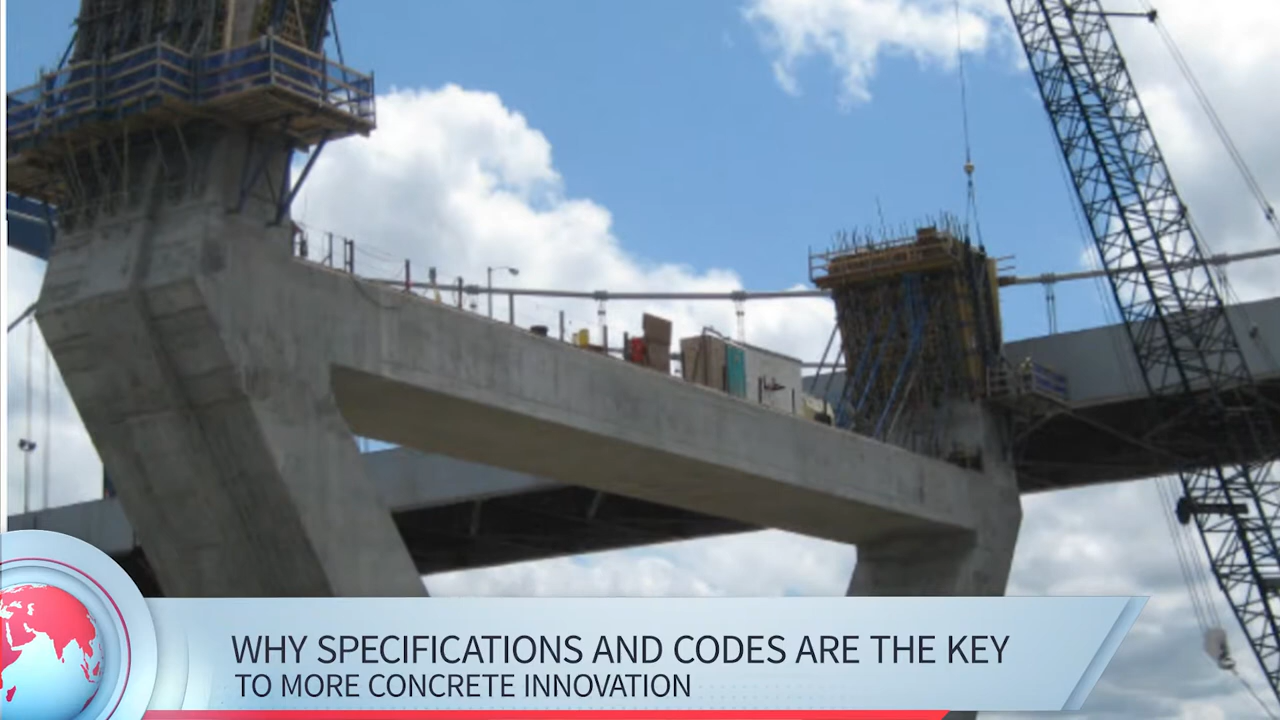 WHY SPECIFICATIONS AND CODES ARE THE KEY
TO MORE CONCRETE INNOVATION